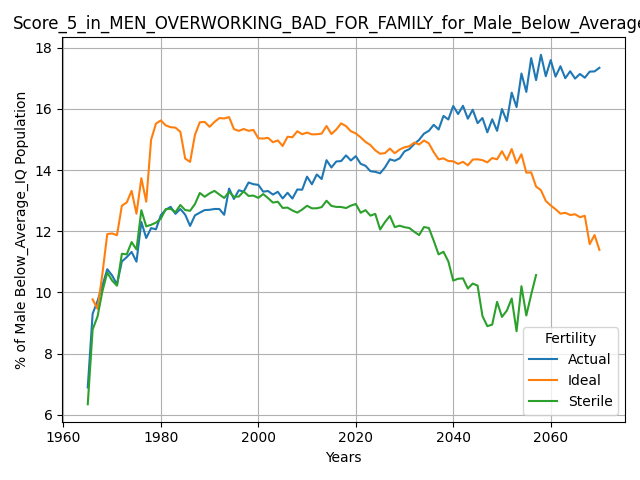 Score_5_in_MEN_OVERWORKING_BAD_FOR_FAMILY_for_Male_Below_Average
18
16
14
12
10
8
6
% of Male Below_Average_IQ Population
1960 1980 2000 2020 2040 2060
Years
Fertility
Actual
Ideal
Sterile